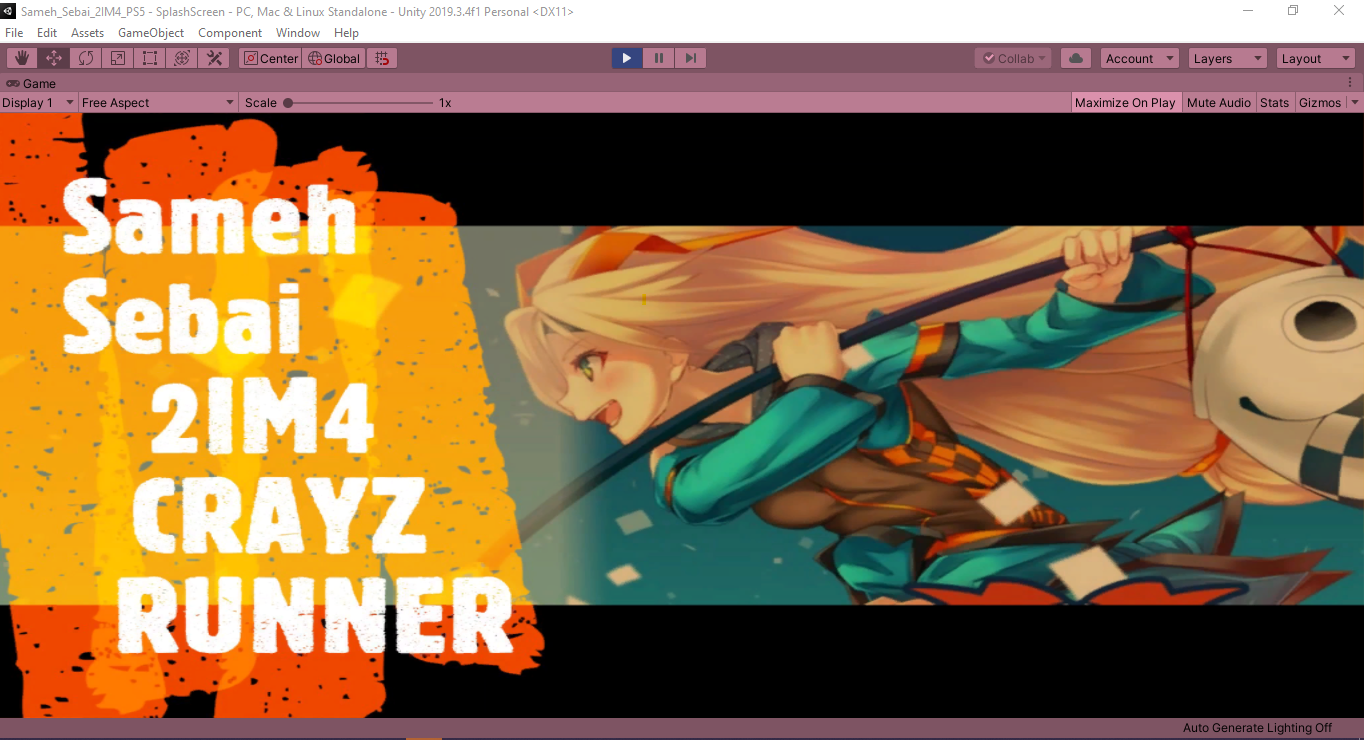 Sameh_Sebai_2IM4_PS5 - SplashScreen - PC, Mac & Linux Standalone - Unity 2019.3.4f1 Personal <DX11>
File Edit Assets GameObject Component Window Help
Center Global Collab Account Layers Layout
Game
Display 1 Free Aspect Scale 1x Maximize On Play Mute Audio Stats Gizmos
Sameh
Sebai
2IM4
CRAYZ
RUNNER
Auto Generate Lighting Off